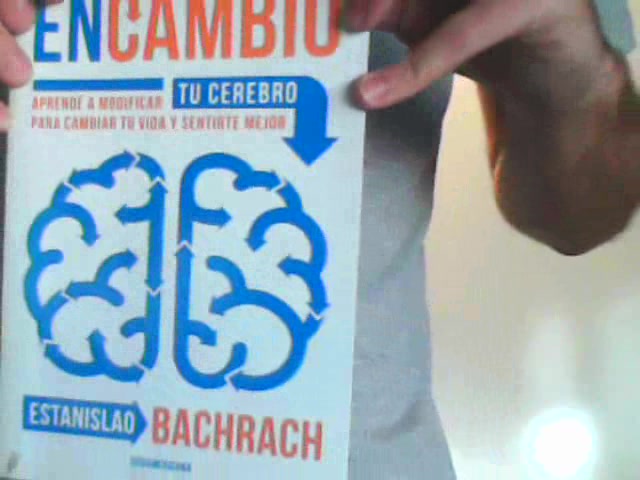 ENCAMBIO
APRENDÉ A MODIFICAR TU CEREBRO
PARA CAMBIAR TU VIDA Y SENTIRTE MEJOR
ESTANISLAO BACHRACH